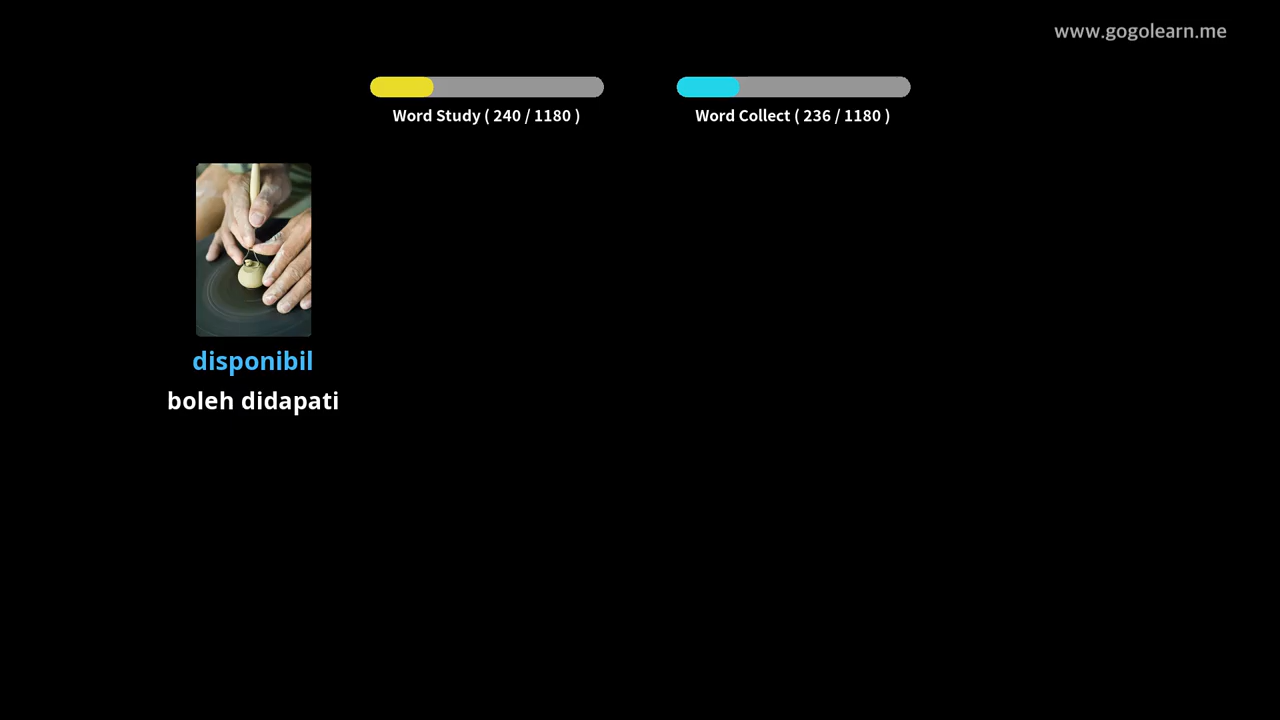 www.gogolearn.me
Word Study ( 240 / 1180 )
Word Collect ( 236 / 1180 )
disponibil
boleh didapati